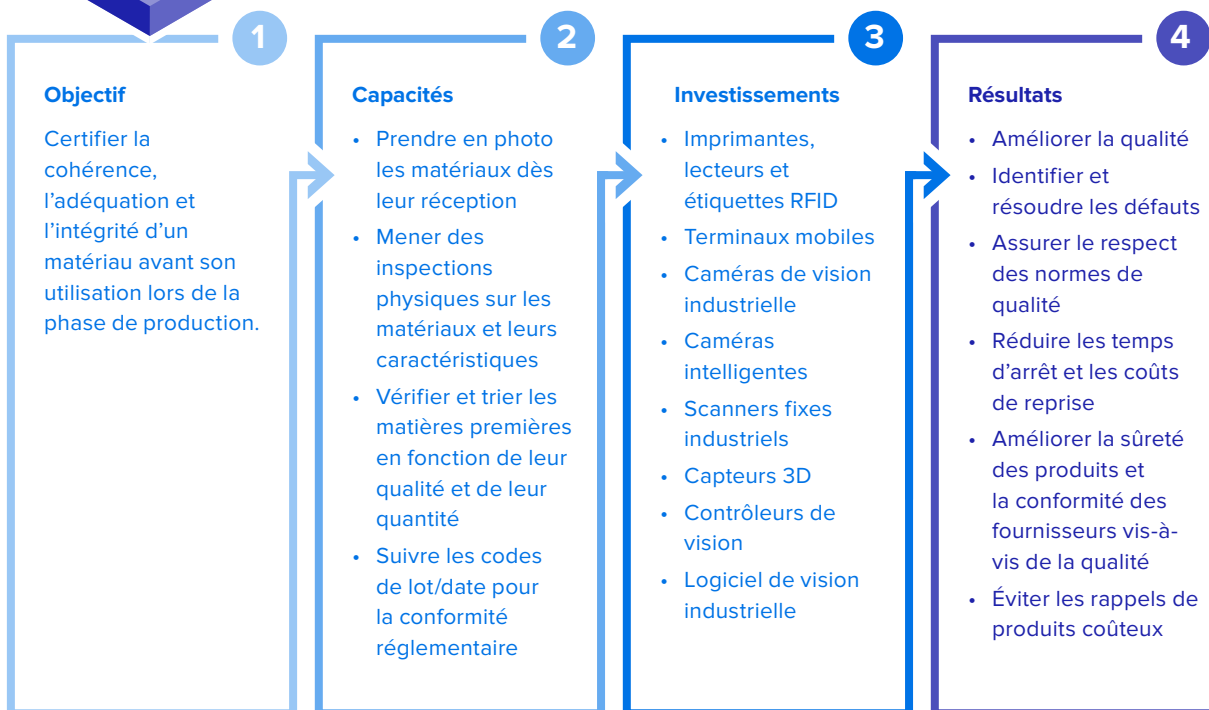 1
Objectif
Certifier la
cohérence,
l’adéquation et
l’intégrité d’un
matériau avant son
utilisation lors de la
phase de production.
2
Capacités
• Prendre en photo
les matériaux dès
leur réception
• Mener des
inspections
physiques sur les
matériaux et leurs
caractéristiques
• Vérifier et trier les
matières premières
en fonction de leur
qualité et de leur
quantité
• Suivre les codes
de lot/date pour
la conformité
réglementaire
3
Investissements
• Imprimantes,
lecteurs et
étiquettes RFID
• Terminaux mobiles
• Caméras de vision
industrielle
• Caméras
intelligentes
• Scanners fixes
industriels
• Capteurs 3D
• Contrôleurs de
vision
• Logiciel de vision
industrielle
4
Résultats
• Améliorer la qualité
• Identifier et
résoudre les défauts
• Assurer le respect
des normes de
qualité
• Réduire les temps
d’arrêt et les coûts
de reprise
• Améliorer la sûreté
des produits et
la conformité des
fournisseurs vis-à-
vis de la qualité
• Éviter les rappels de
produits coûteux